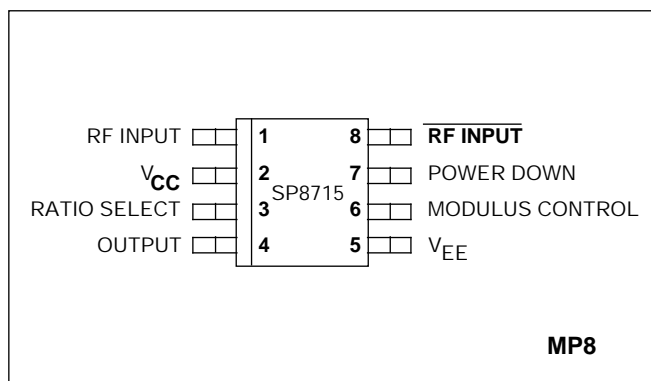 RF INPUT 1 8 RF INPUT
VCC 2 7 POWER DOWN
SP8715
RATIO SELECT 3 6 MODULUS CONTROL
OUTPUT 4 5 VEE
MP8